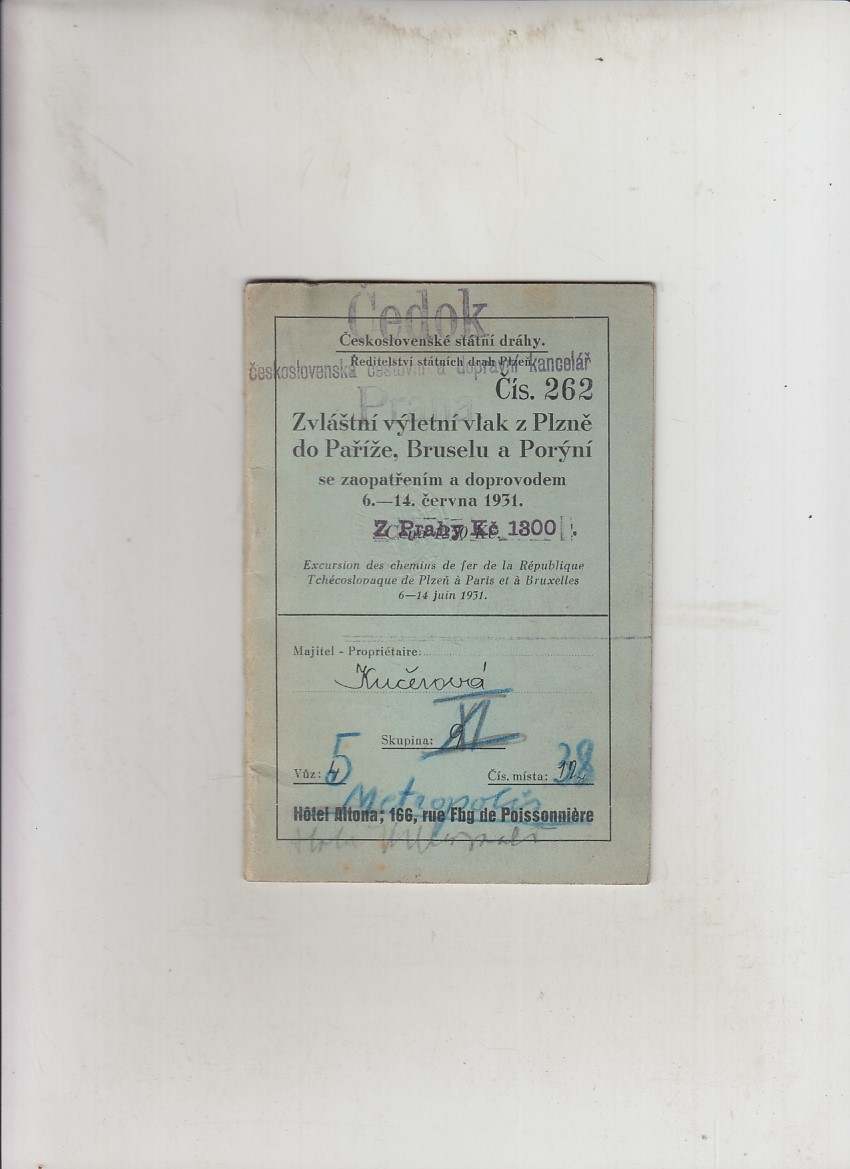 Čedok
Československé státní dráhy.
Ředitelství státních drah Plzeň.
československá cestovní a dopravní kancelář
Čís. 262
Praha
Zvláštní výletní vlak z Plzně
do Paříže, Bruselu a Porýní
se zaopatřením a doprovodem
6.—14. června 1931.
Z Prahy Kč 1300
Excursion des chemins de fer de la République
Tchécoslovaque de Plzeň à Paris et à Bruxelles
6—14 juin 1931.
Majitel - Propriétaire:
Kučerová
Skupina: XI
Vůz: 4 5 Čís. místa: 38
Metropolis
Hôtel Altona; 166, rue Fbg de Poissonnière